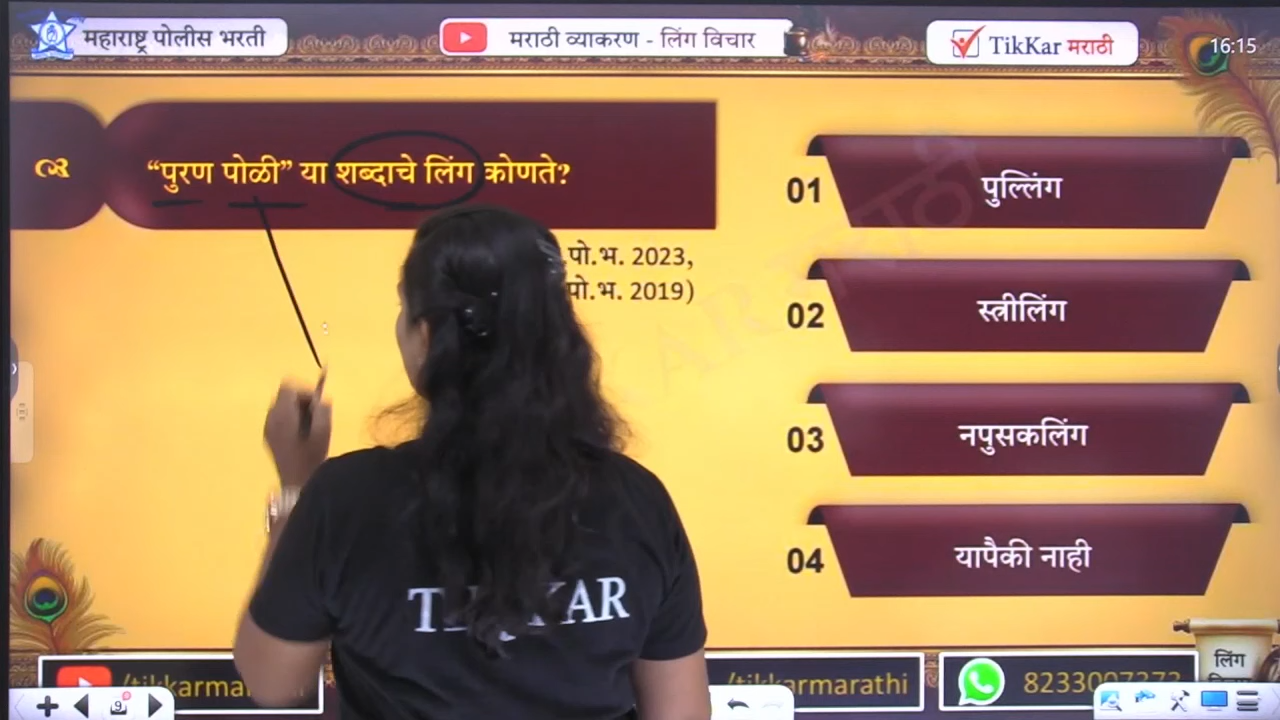 महाराष्ट्र पोलीस भरती
मराठी व्याकरण - लिंग विचार
TikKar मराठी
16:15
“पुरण पोळी” या शब्दाचे लिंग कोणते?
पो.भ. 2023,
पो.भ. 2019)
01 पुल्लिंग
02 स्त्रीलिंग
03 नपुसकलिंग
04 यापैकी नाही
/tikkarmarathi
लिंग
9